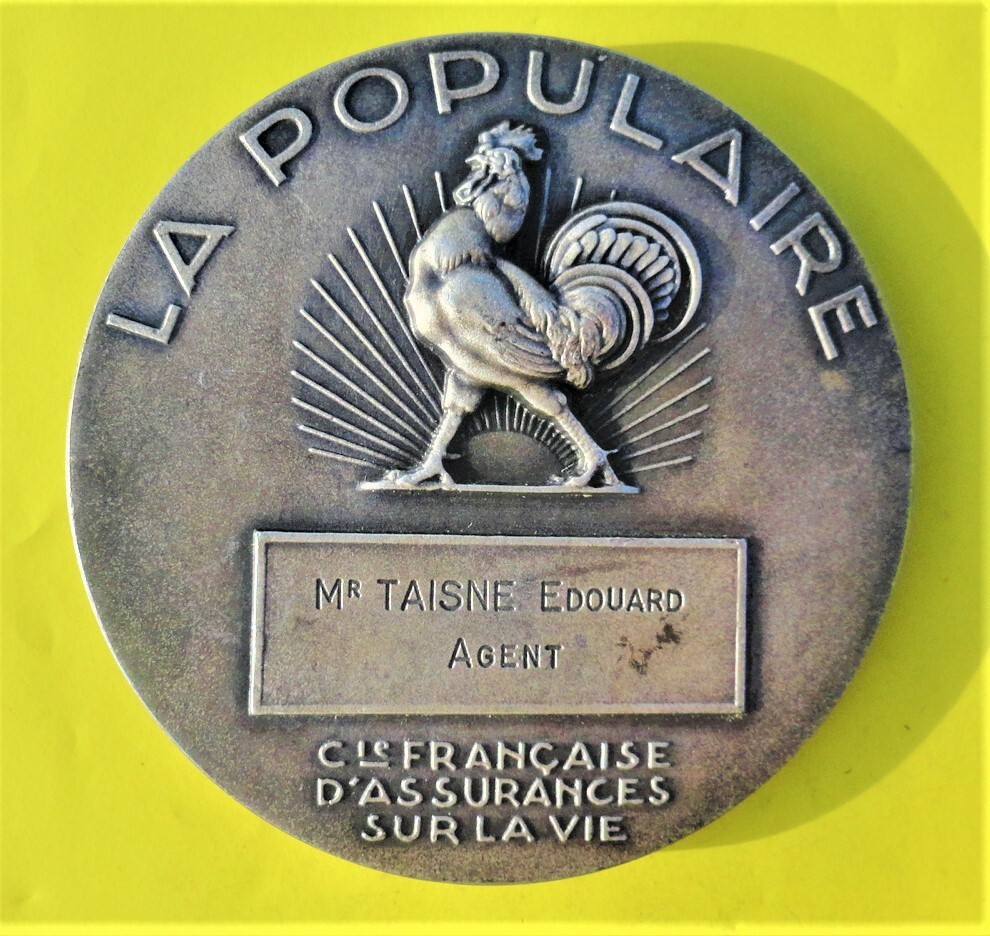 LA POPULAIRE
MR TAISNE EDOUARD
AGENT
CIE FRANÇAISE
D'ASSURANCES
SUR LA VIE